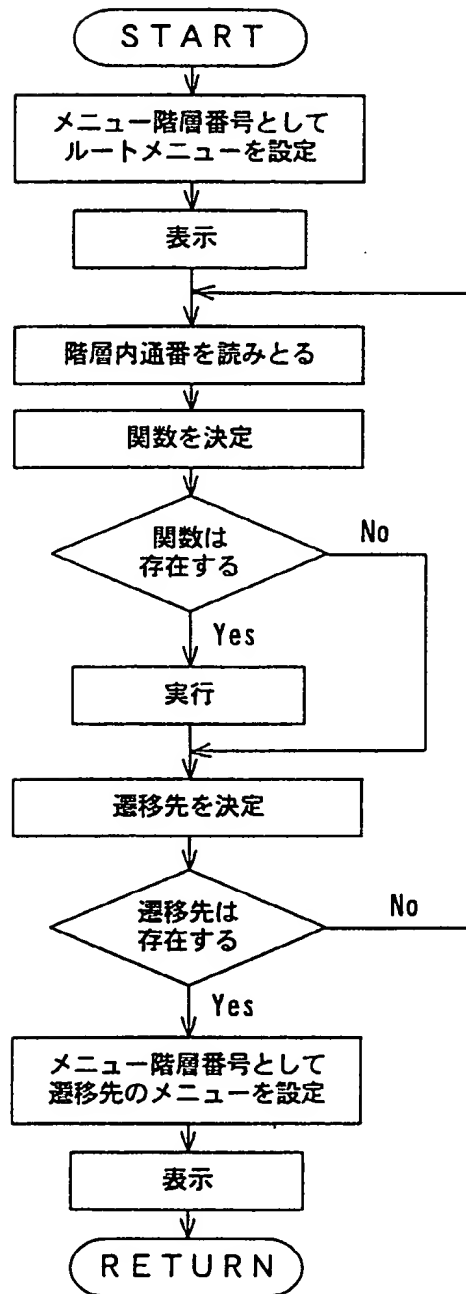 START
メニュー階層番号として
ルートメニューを設定
表示
階層内通番を読みとる
関数を決定
関数は
存在する
No
Yes
実行
遷移先を決定
遷移先は
存在する
No
Yes
メニュー階層番号として
遷移先のメニューを設定
表示
RETURN